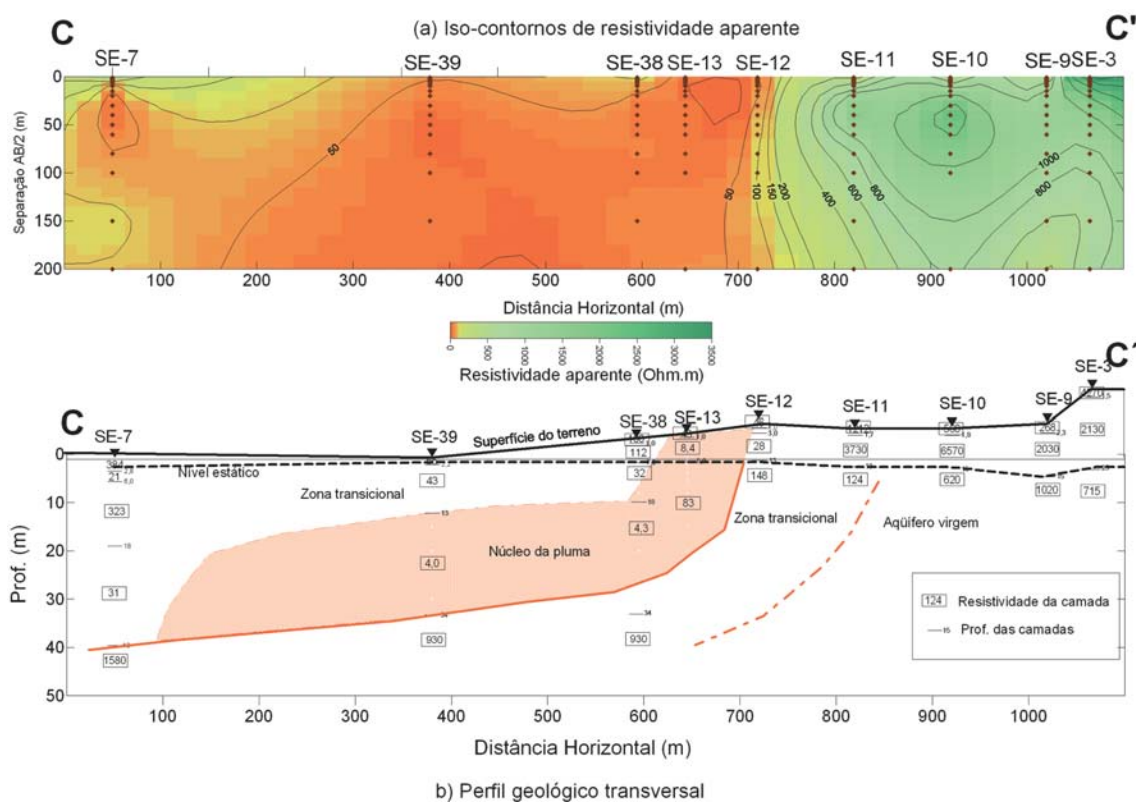 (a) Iso-contornos de resistividade aparente
C C'
SE-7 SE-39 SE-38 SE-13 SE-12 SE-11 SE-10 SE-9 SE-3
Separação AB/2 (m)
0
50
100
150
200
50 50 100 150 200 400 600 800 1000 800
100 200 300 400 500 600 700 800 900 1000
Distância Horizontal (m)
0 500 1000 1500 2000 2500 3000 3500
Resistividade aparente (Ohm.m)
C C´
SE-7 SE-39 SE-38 SE-13 SE-12 SE-11 SE-10 SE-9 SE-3
Superfície do terreno
Nível estático
Zona transicional
Núcleo da pluma
Zona transicional
Aqüífero virgem
112 8,4 28 3730 6570 2030 2130
21 43 32 148 124 620 1020 715
323 83
4,0 4,3
31
930 930
1580
Prof. (m)
0
10
20
30
40
50
124 Resistividade da camada
15 Prof. das camadas
100 200 300 400 500 600 700 800 900 1000
Distância Horizontal (m)
b) Perfil geológico transversal